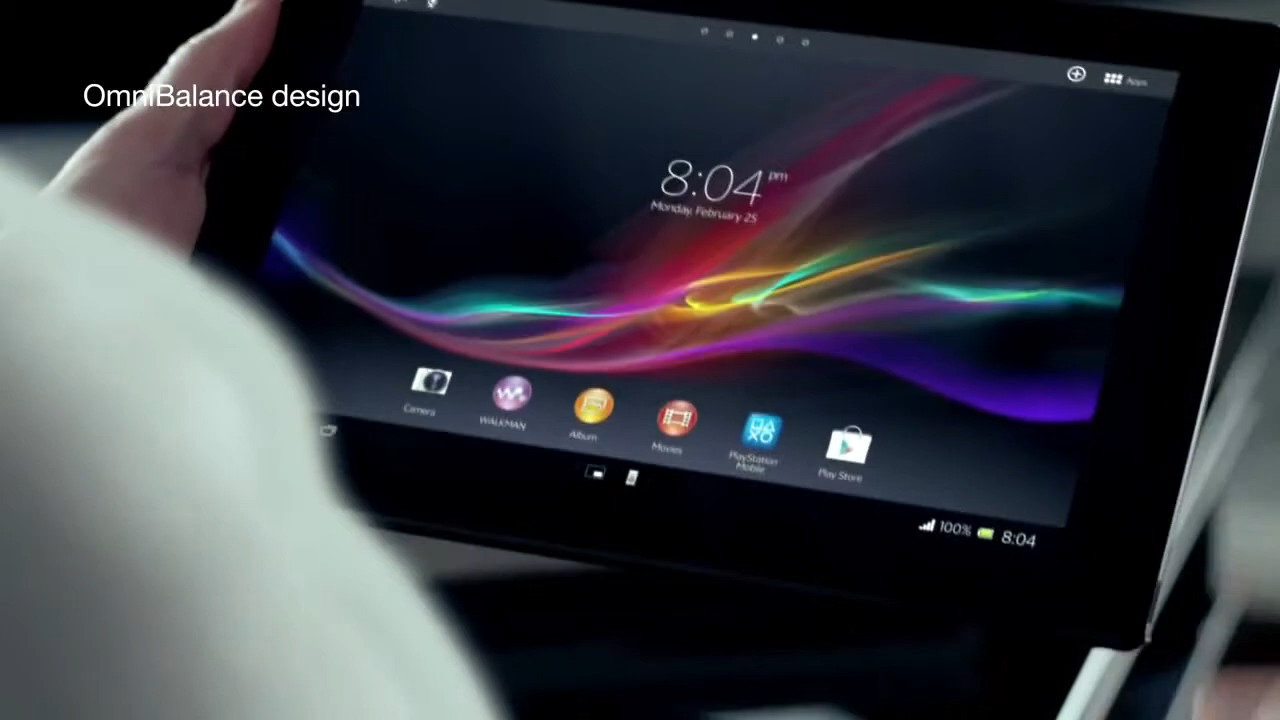 OmniBalance design
Apps
8:04 pm
Monday, February 25
Camera
WALKMAN
Album
Movies
PlayStation
Mobile
Play Store
100% 8:04